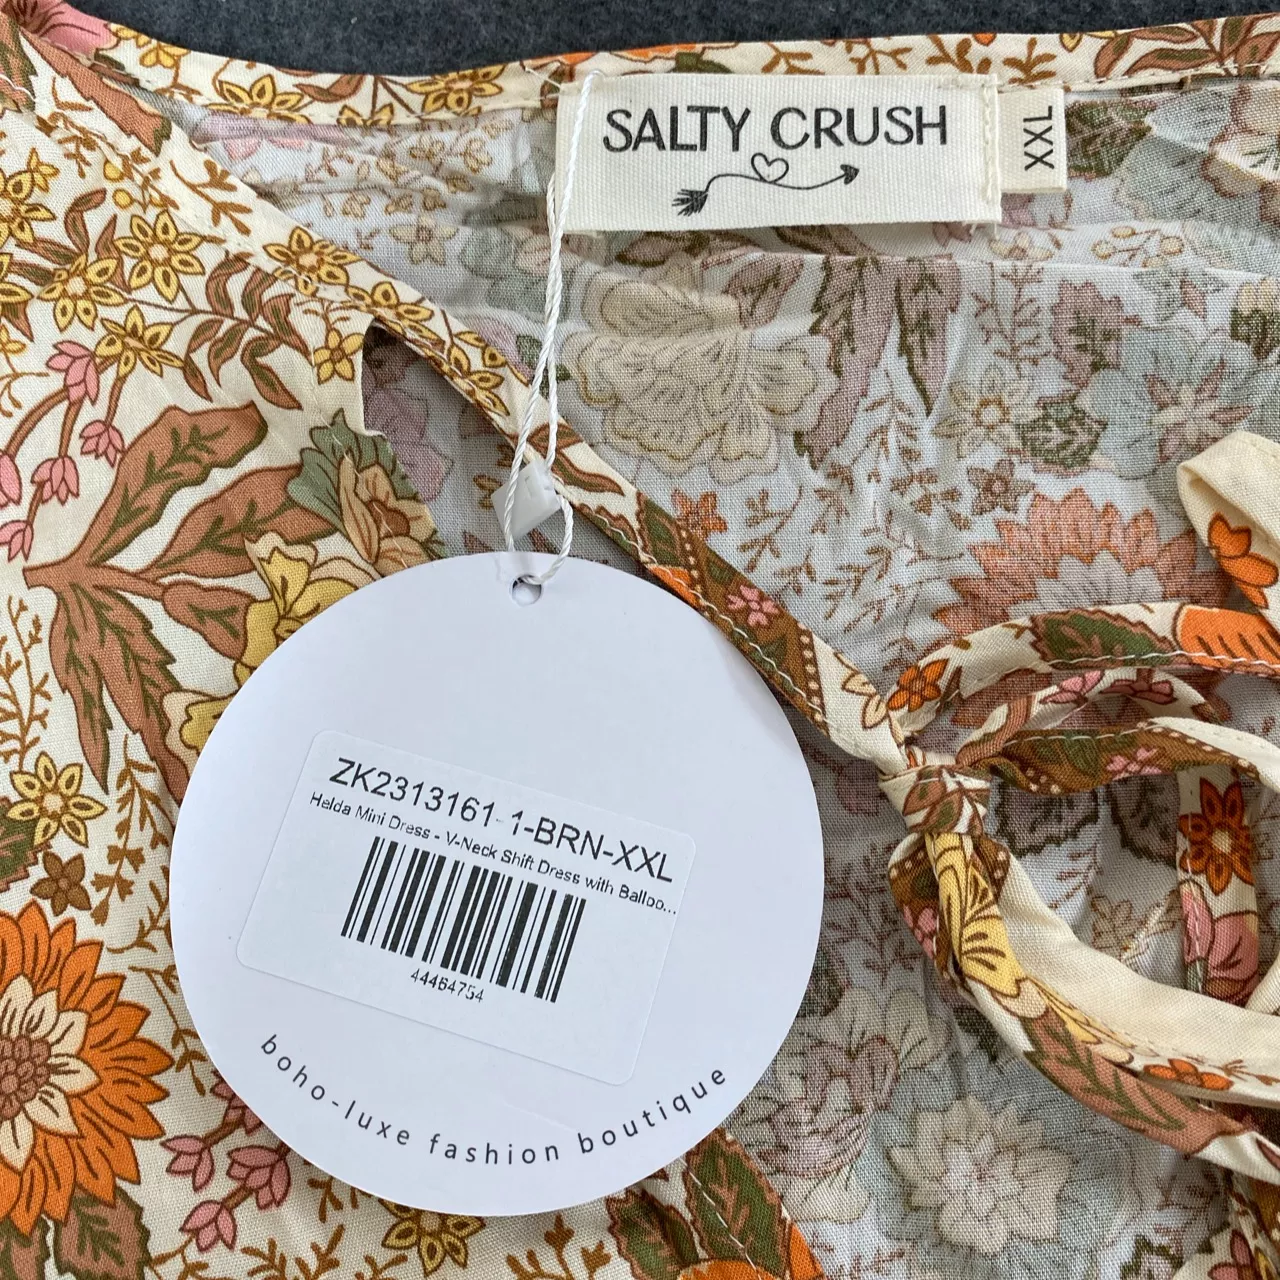 SALTY CRUSH
XXL
ZK2313161-1-BRN-XXL
Helda Mini Dress - V-Neck Shift Dress with Balloo...
44464754
boho-luxe fashion boutique